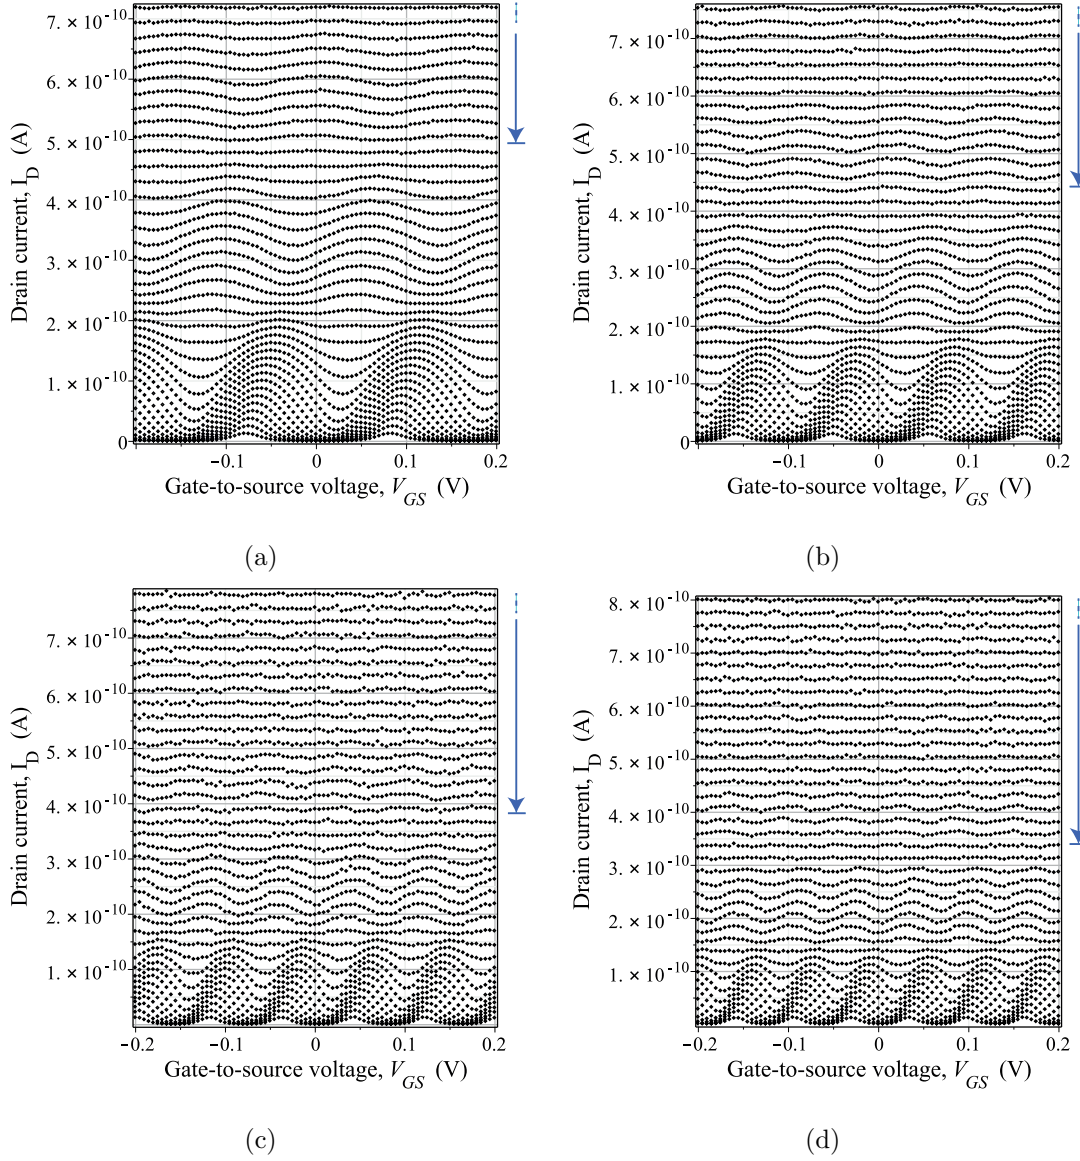 7. × 10⁻¹⁰
6. × 10⁻¹⁰
5. × 10⁻¹⁰
4. × 10⁻¹⁰
3. × 10⁻¹⁰
2. × 10⁻¹⁰
1. × 10⁻¹⁰
0
Drain current, I_D (A)
−0.1 0 0.1 0.2
Gate-to-source voltage, V_GS (V)
(a)
7. × 10⁻¹⁰
6. × 10⁻¹⁰
5. × 10⁻¹⁰
4. × 10⁻¹⁰
3. × 10⁻¹⁰
2. × 10⁻¹⁰
1. × 10⁻¹⁰
0
Drain current, I_D (A)
−0.2 −0.1 0 0.1 0.2
Gate-to-source voltage, V_GS (V)
(b)
7. × 10⁻¹⁰
6. × 10⁻¹⁰
5. × 10⁻¹⁰
4. × 10⁻¹⁰
3. × 10⁻¹⁰
2. × 10⁻¹⁰
1. × 10⁻¹⁰
Drain current, I_D (A)
−0.2 −0.1 0 0.1 0.2
Gate-to-source voltage, V_GS (V)
(c)
8. × 10⁻¹⁰
7. × 10⁻¹⁰
6. × 10⁻¹⁰
5. × 10⁻¹⁰
4. × 10⁻¹⁰
3. × 10⁻¹⁰
2. × 10⁻¹⁰
1. × 10⁻¹⁰
Drain current, I_D (A)
−0.2 −0.1 0 0.1 0.2
Gate-to-source voltage, V_GS (V)
(d)